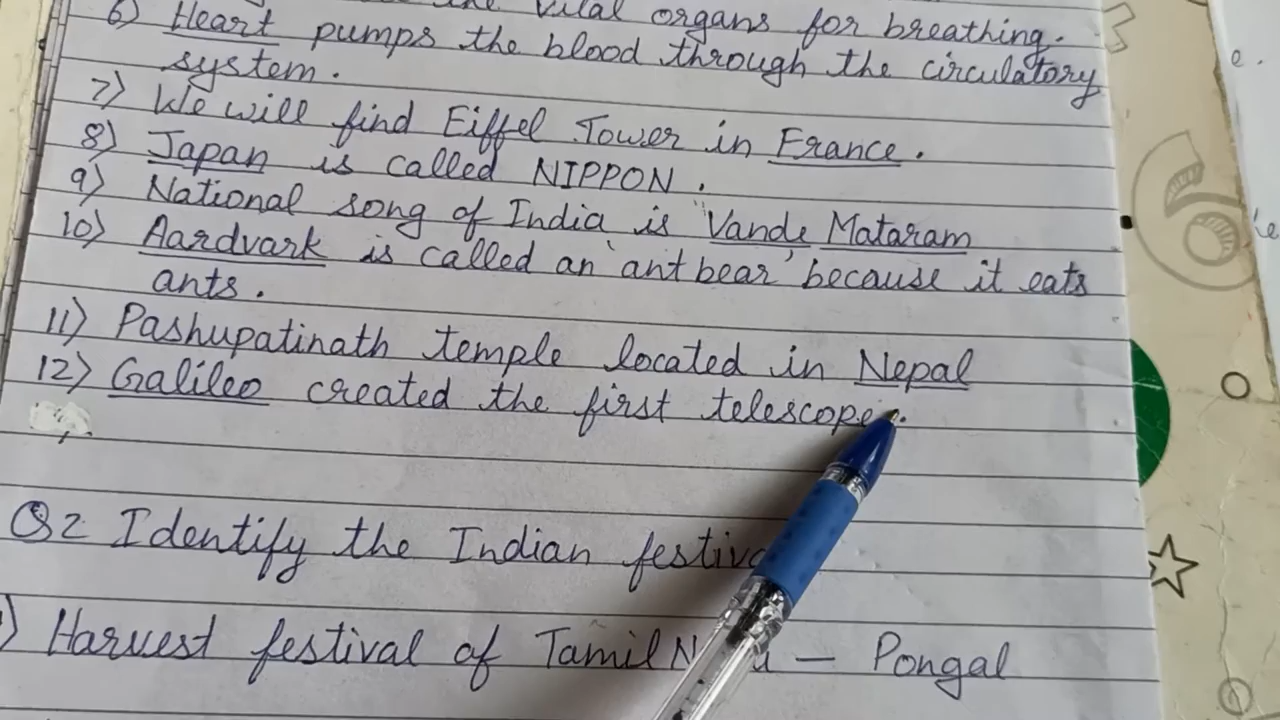 the vital organs for breathing.
6) Heart pumps the blood through the circulatory
system.
7) We will find Eiffel Tower in France.
8) Japan is called NIPPON.
9) National song of India is "Vande Mataram
10) Aardvark is called an 'ant bear' because it eats
ants.
11) Pashupatinath temple located in Nepal
12) Galileo created the first telescope.
Q2 Identify the Indian
) Harvest festival of Tamil — Pongal
6
e.